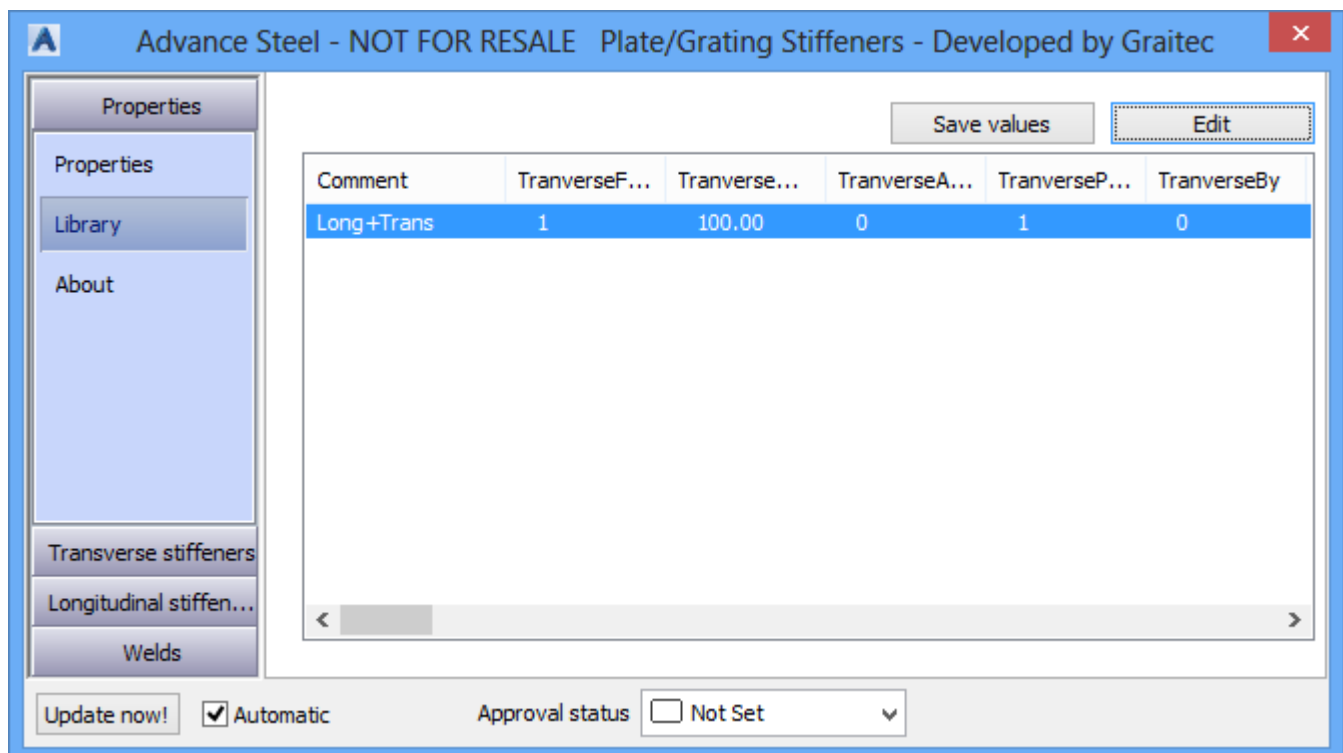 Advance Steel - NOT FOR RESALE   Plate/Grating Stiffeners - Developed by Graitec
Properties
Properties
Library
About
Transverse stiffeners
Longitudinal stiffen...
Welds
Save values   Edit
Comment   TranverseF...   Tranverse...   TranverseA...   TranverseP...   TranverseBy
Long+Trans   1   100.00   0   1   0
Update now!   Automatic   Approval status   Not Set